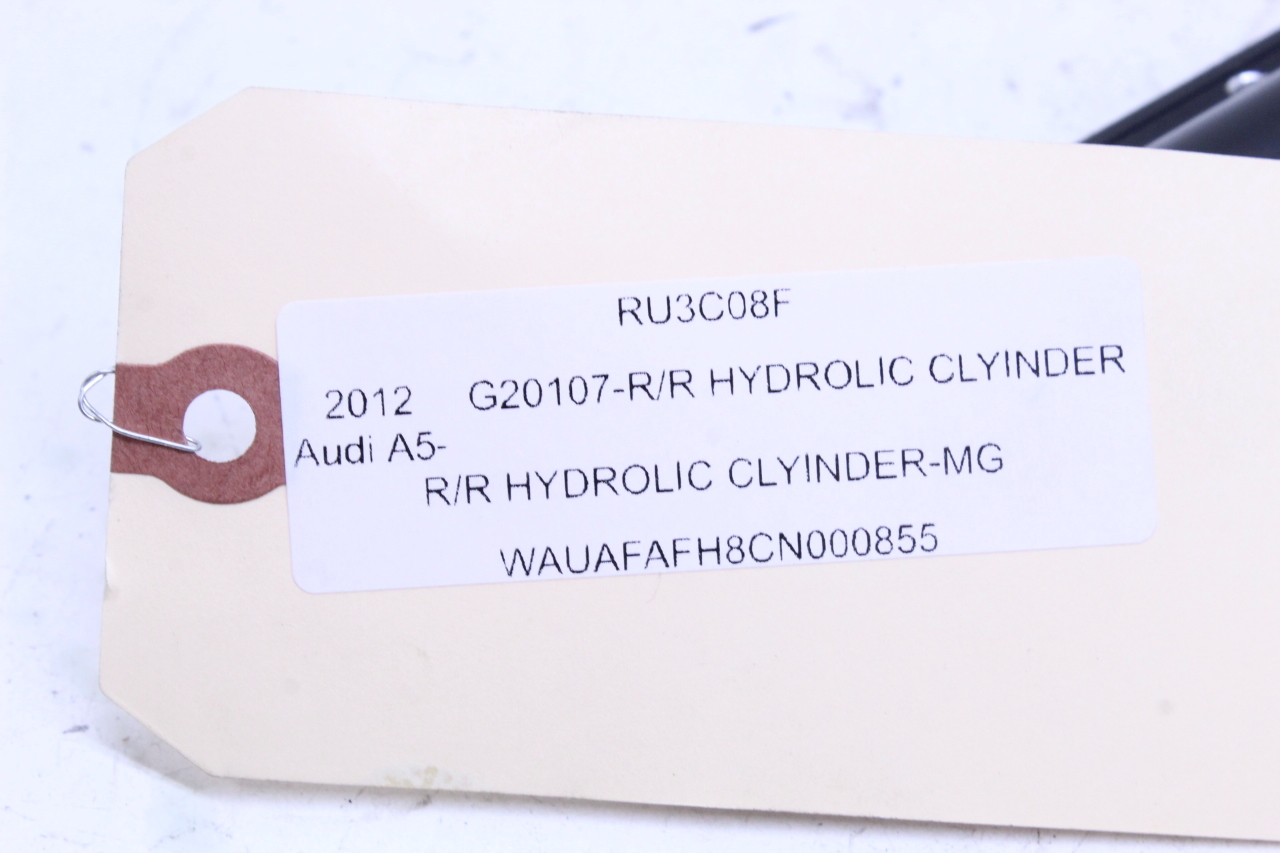 RU3C08F
2012 G20107-R/R HYDROLIC CLYINDER
Audi A5-
R/R HYDROLIC CLYINDER-MG
WAUAFAFH8CN000855